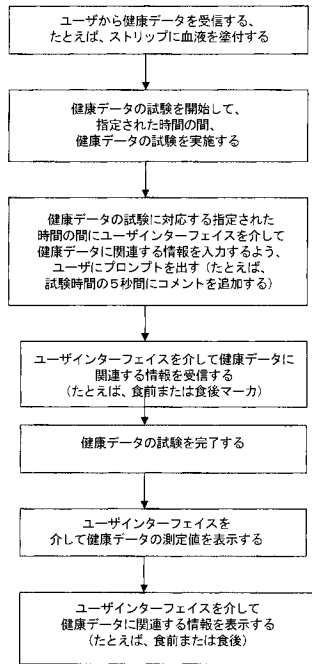 ユーザから健康データを受信する、
たとえば、ストリップに血液を塗付する
健康データの試験を開始して、
指定された時間の間、
健康データの試験を実施する
健康データの試験に対応する指定された
時間の間にユーザインターフェイスを介して
健康データに関連する情報を入力するよう、
ユーザにプロンプトを出す(たとえば、
試験時間の5秒間にコメントを追加する)
ユーザインターフェイスを介して健康データに
関連する情報を受信する
(たとえば、食前または食後マーカ)
健康データの試験を完了する
ユーザインターフェイスを
介して健康データの測定値を表示する
ユーザインターフェイスを介して
健康データに関連する情報を表示する
(たとえば、食前または食後)